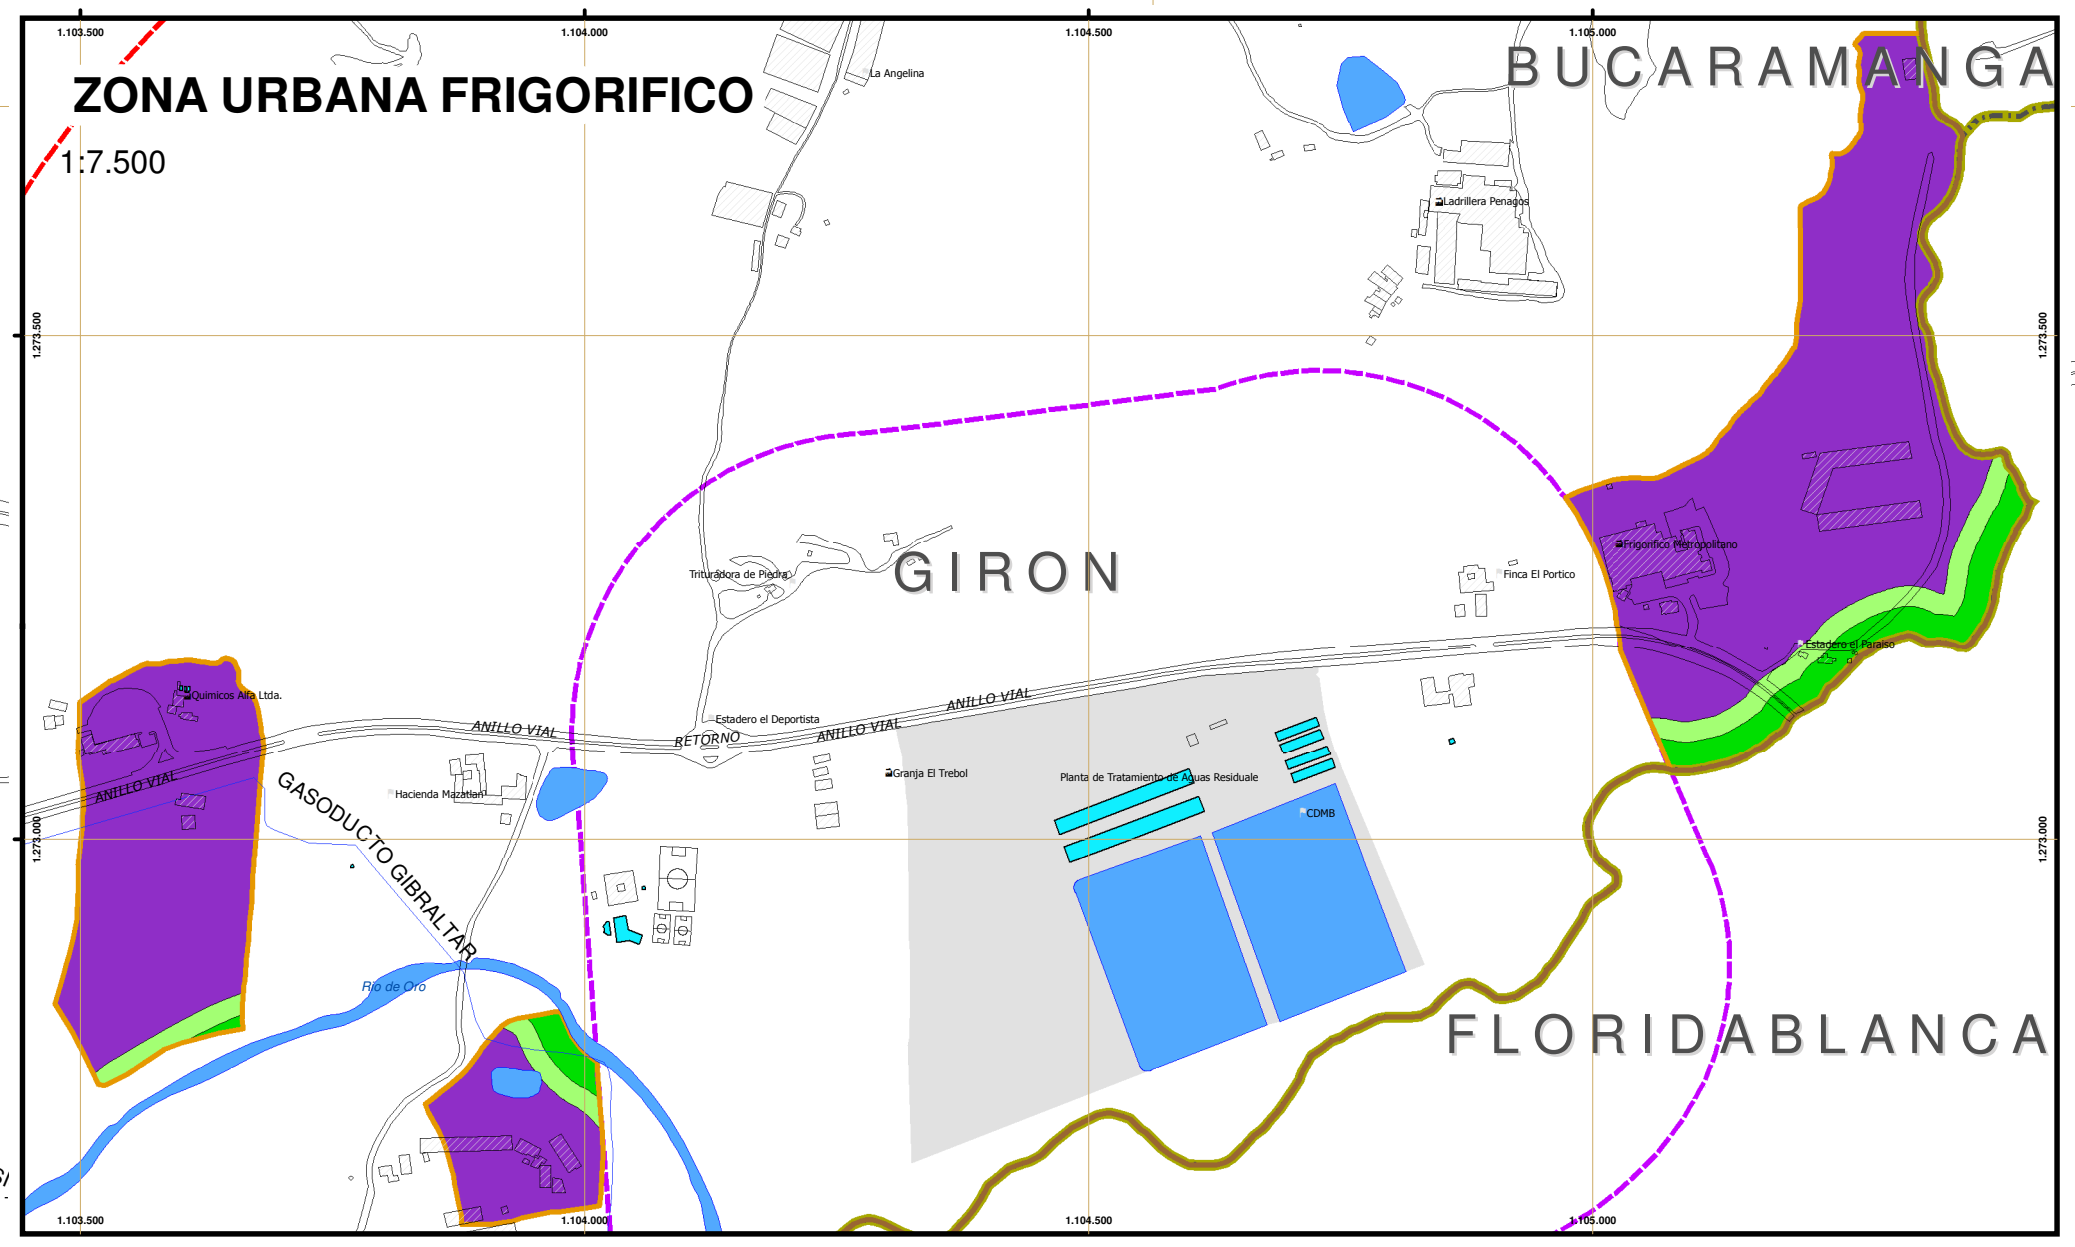 1.103.500
1.104.000
1.104.500
1.105.000
BUCARAMANGA
La Angelina
ZONA URBANA FRIGORIFICO
1:7.500
Ladrillera Penagos
1.273.500
1.273.500
Frigorifico Metropolitano
Trituradora de Piedra
GIRON
Finca El Portico
Estadero el Paraiso
Quimicos Alfa Ltda.
ANILLO VIAL
Estadero el Deportista
ANILLO VIAL
RETORNO
ANILLO VIAL
ANILLO VIAL
Granja El Trebol
Planta de Tratamiento de Aguas Residuale
Hacienda Mazatlan
GASODUCTO GIBRALTAR
CDMB
1.273.000
1.273.000
Rio de Oro
FLORIDABLANCA
1.103.500
1.104.000
1.104.500
1.105.000